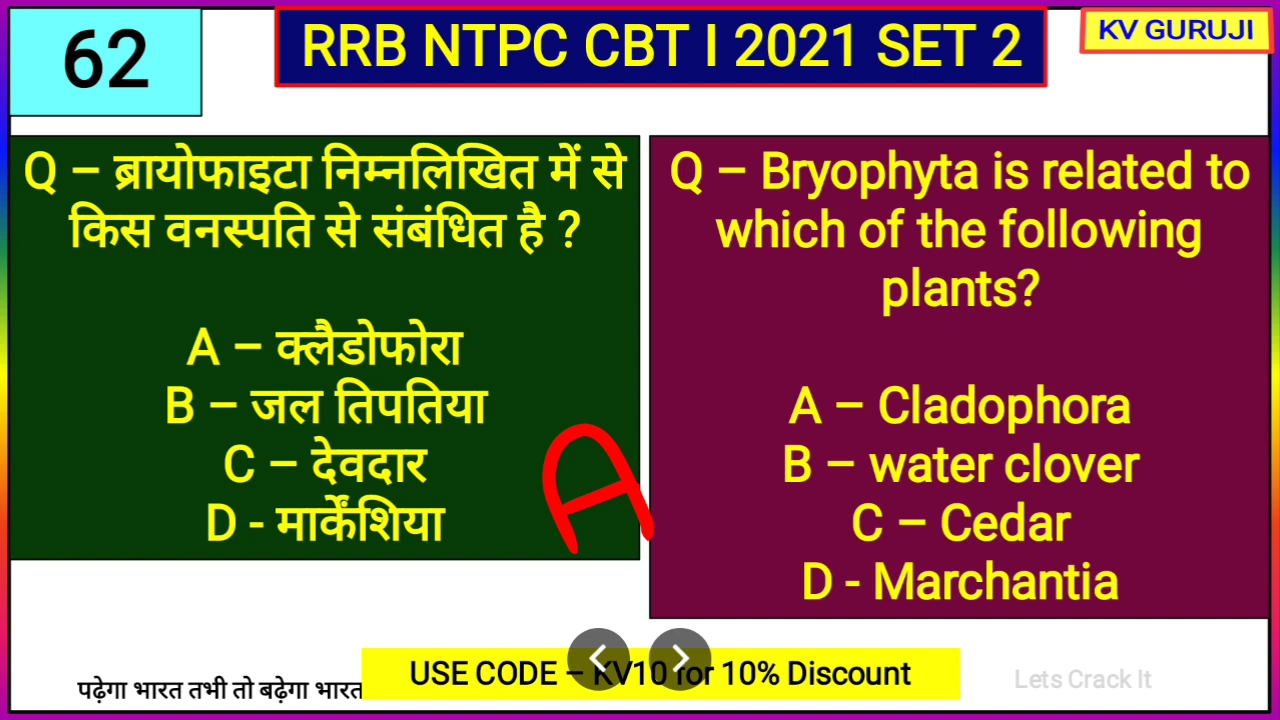 62
RRB NTPC CBT I 2021 SET 2
KV GURUJI
Q – ब्रायोफाइटा निम्नलिखित में से
किस वनस्पति से संबंधित है ?
A – क्लैडोफोरा
B – जल तिपतिया
C – देवदार
D - मार्केंशिया
A
Q – Bryophyta is related to
which of the following
plants?
A – Cladophora
B – water clover
C – Cedar
D - Marchantia
पढ़ेगा भारत तभी तो बढ़ेगा भारत
USE CODE – KV10 for 10% Discount
Lets Crack It